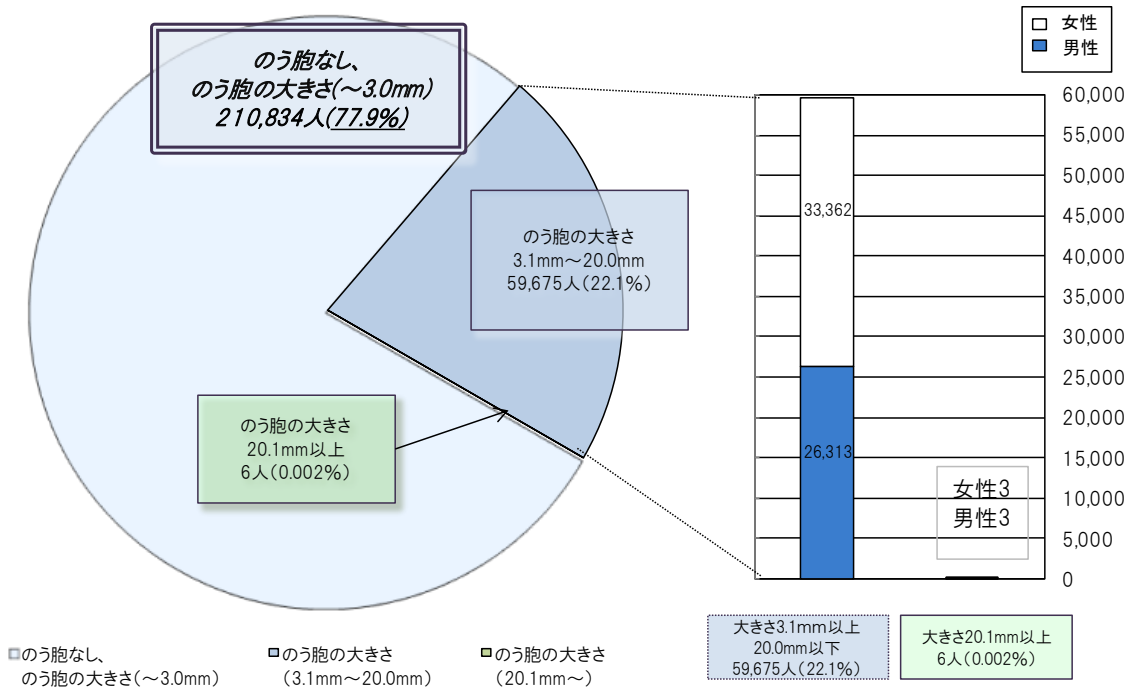 のう胞なし、
のう胞の大きさ(～3.0mm)
210,834人(77.9%)
のう胞の大きさ
3.1mm～20.0mm
59,675人(22.1%)
のう胞の大きさ
20.1mm以上
6人(0.002%)
のう胞なし、
のう胞の大きさ(～3.0mm)
のう胞の大きさ
(3.1mm～20.0mm)
のう胞の大きさ
(20.1mm～)
女性
男性
60,000
55,000
50,000
45,000
40,000
35,000
30,000
25,000
20,000
15,000
10,000
5,000
0
33,362
26,313
女性3
男性3
大きさ3.1mm以上
20.0mm以下
59,675人(22.1%)
大きさ20.1mm以上
6人(0.002%)